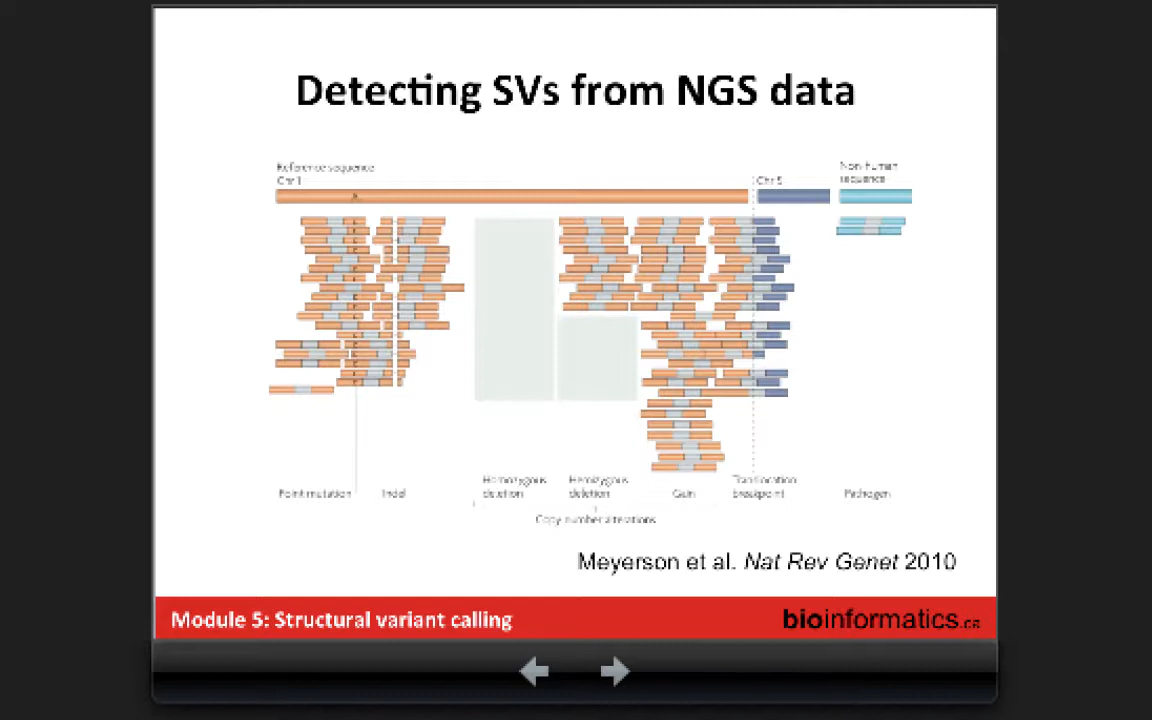 Detecting SVs from NGS data
Reference sequence
Chr 1
Chr 5
Non-human
sequence
A
Point mutation
Indel
Homozygous
deletion
Hemizygous
deletion
Gain
Translocation
breakpoint
Pathogen
Copy number alterations
Meyerson et al. Nat Rev Genet 2010
Module 5: Structural variant calling
bioinformatics.ca